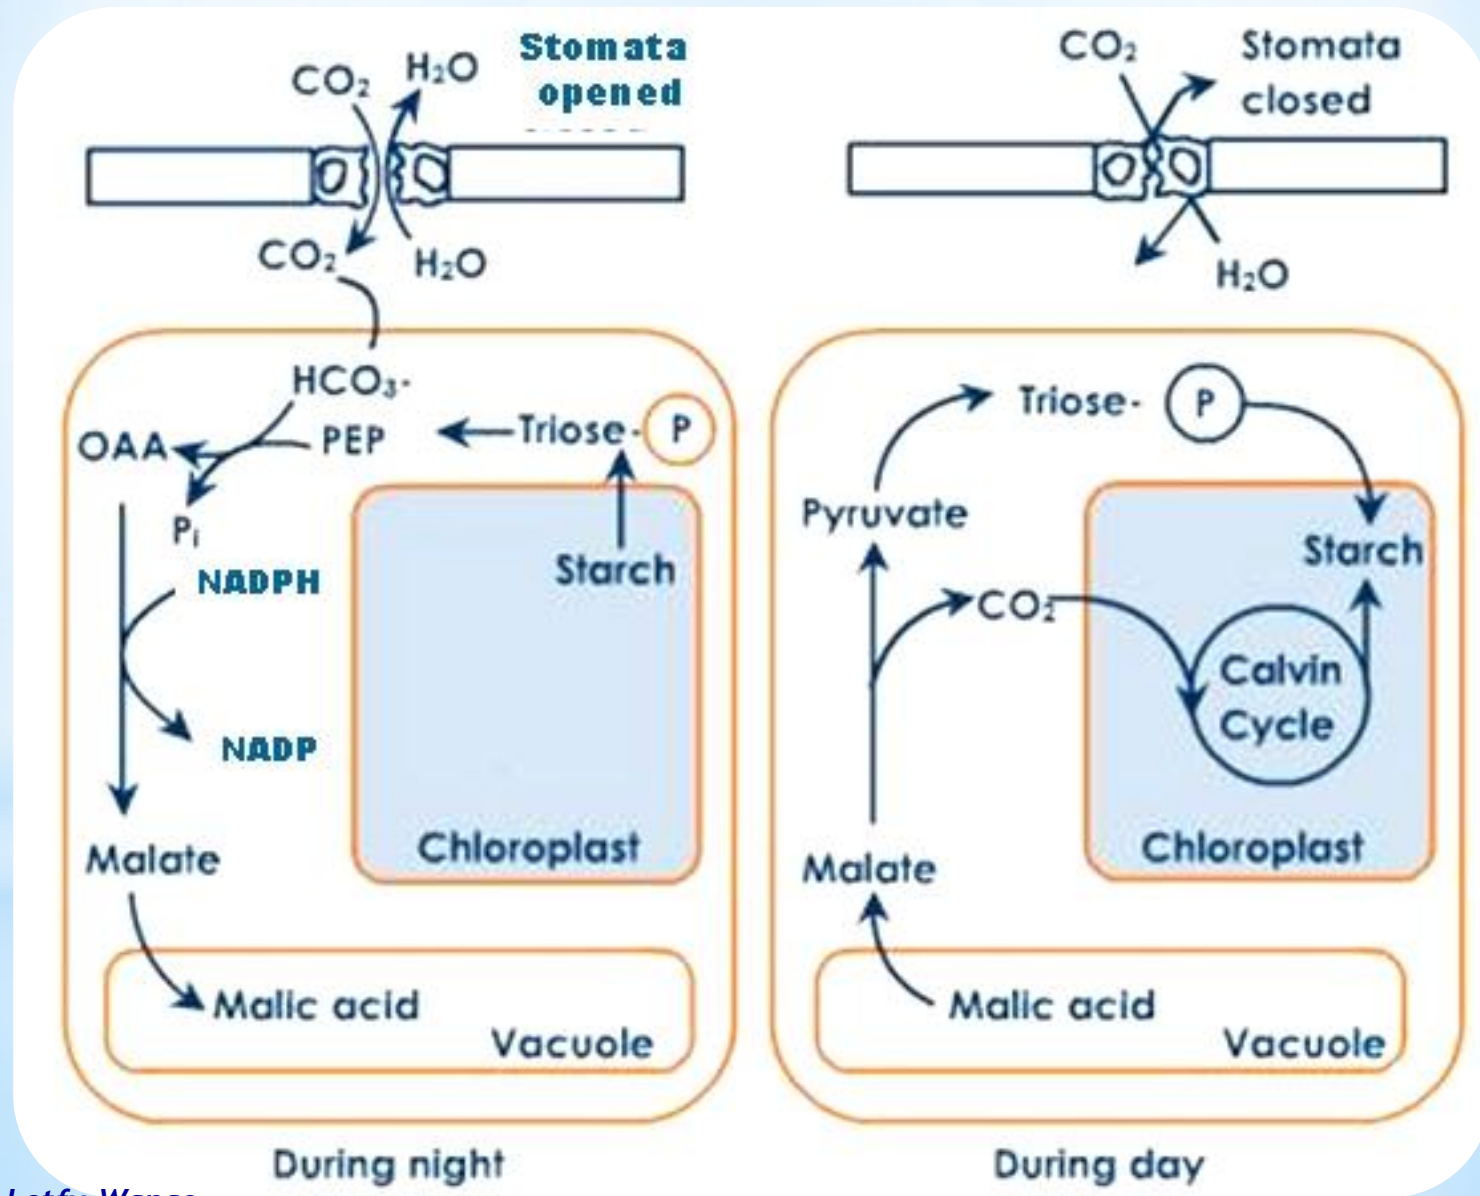 CO₂
H₂O
Stomata
opened
CO₂
H₂O
HCO₃-
OAA
PEP
Triose-
P
Pᵢ
NADPH
Starch
NADP
Malate
Chloroplast
Malic acid
Vacuole
During night
CO₂
Stomata
closed
H₂O
Triose-
P
Pyruvate
Starch
CO₂
Calvin
Cycle
Malate
Chloroplast
Malic acid
Vacuole
During day